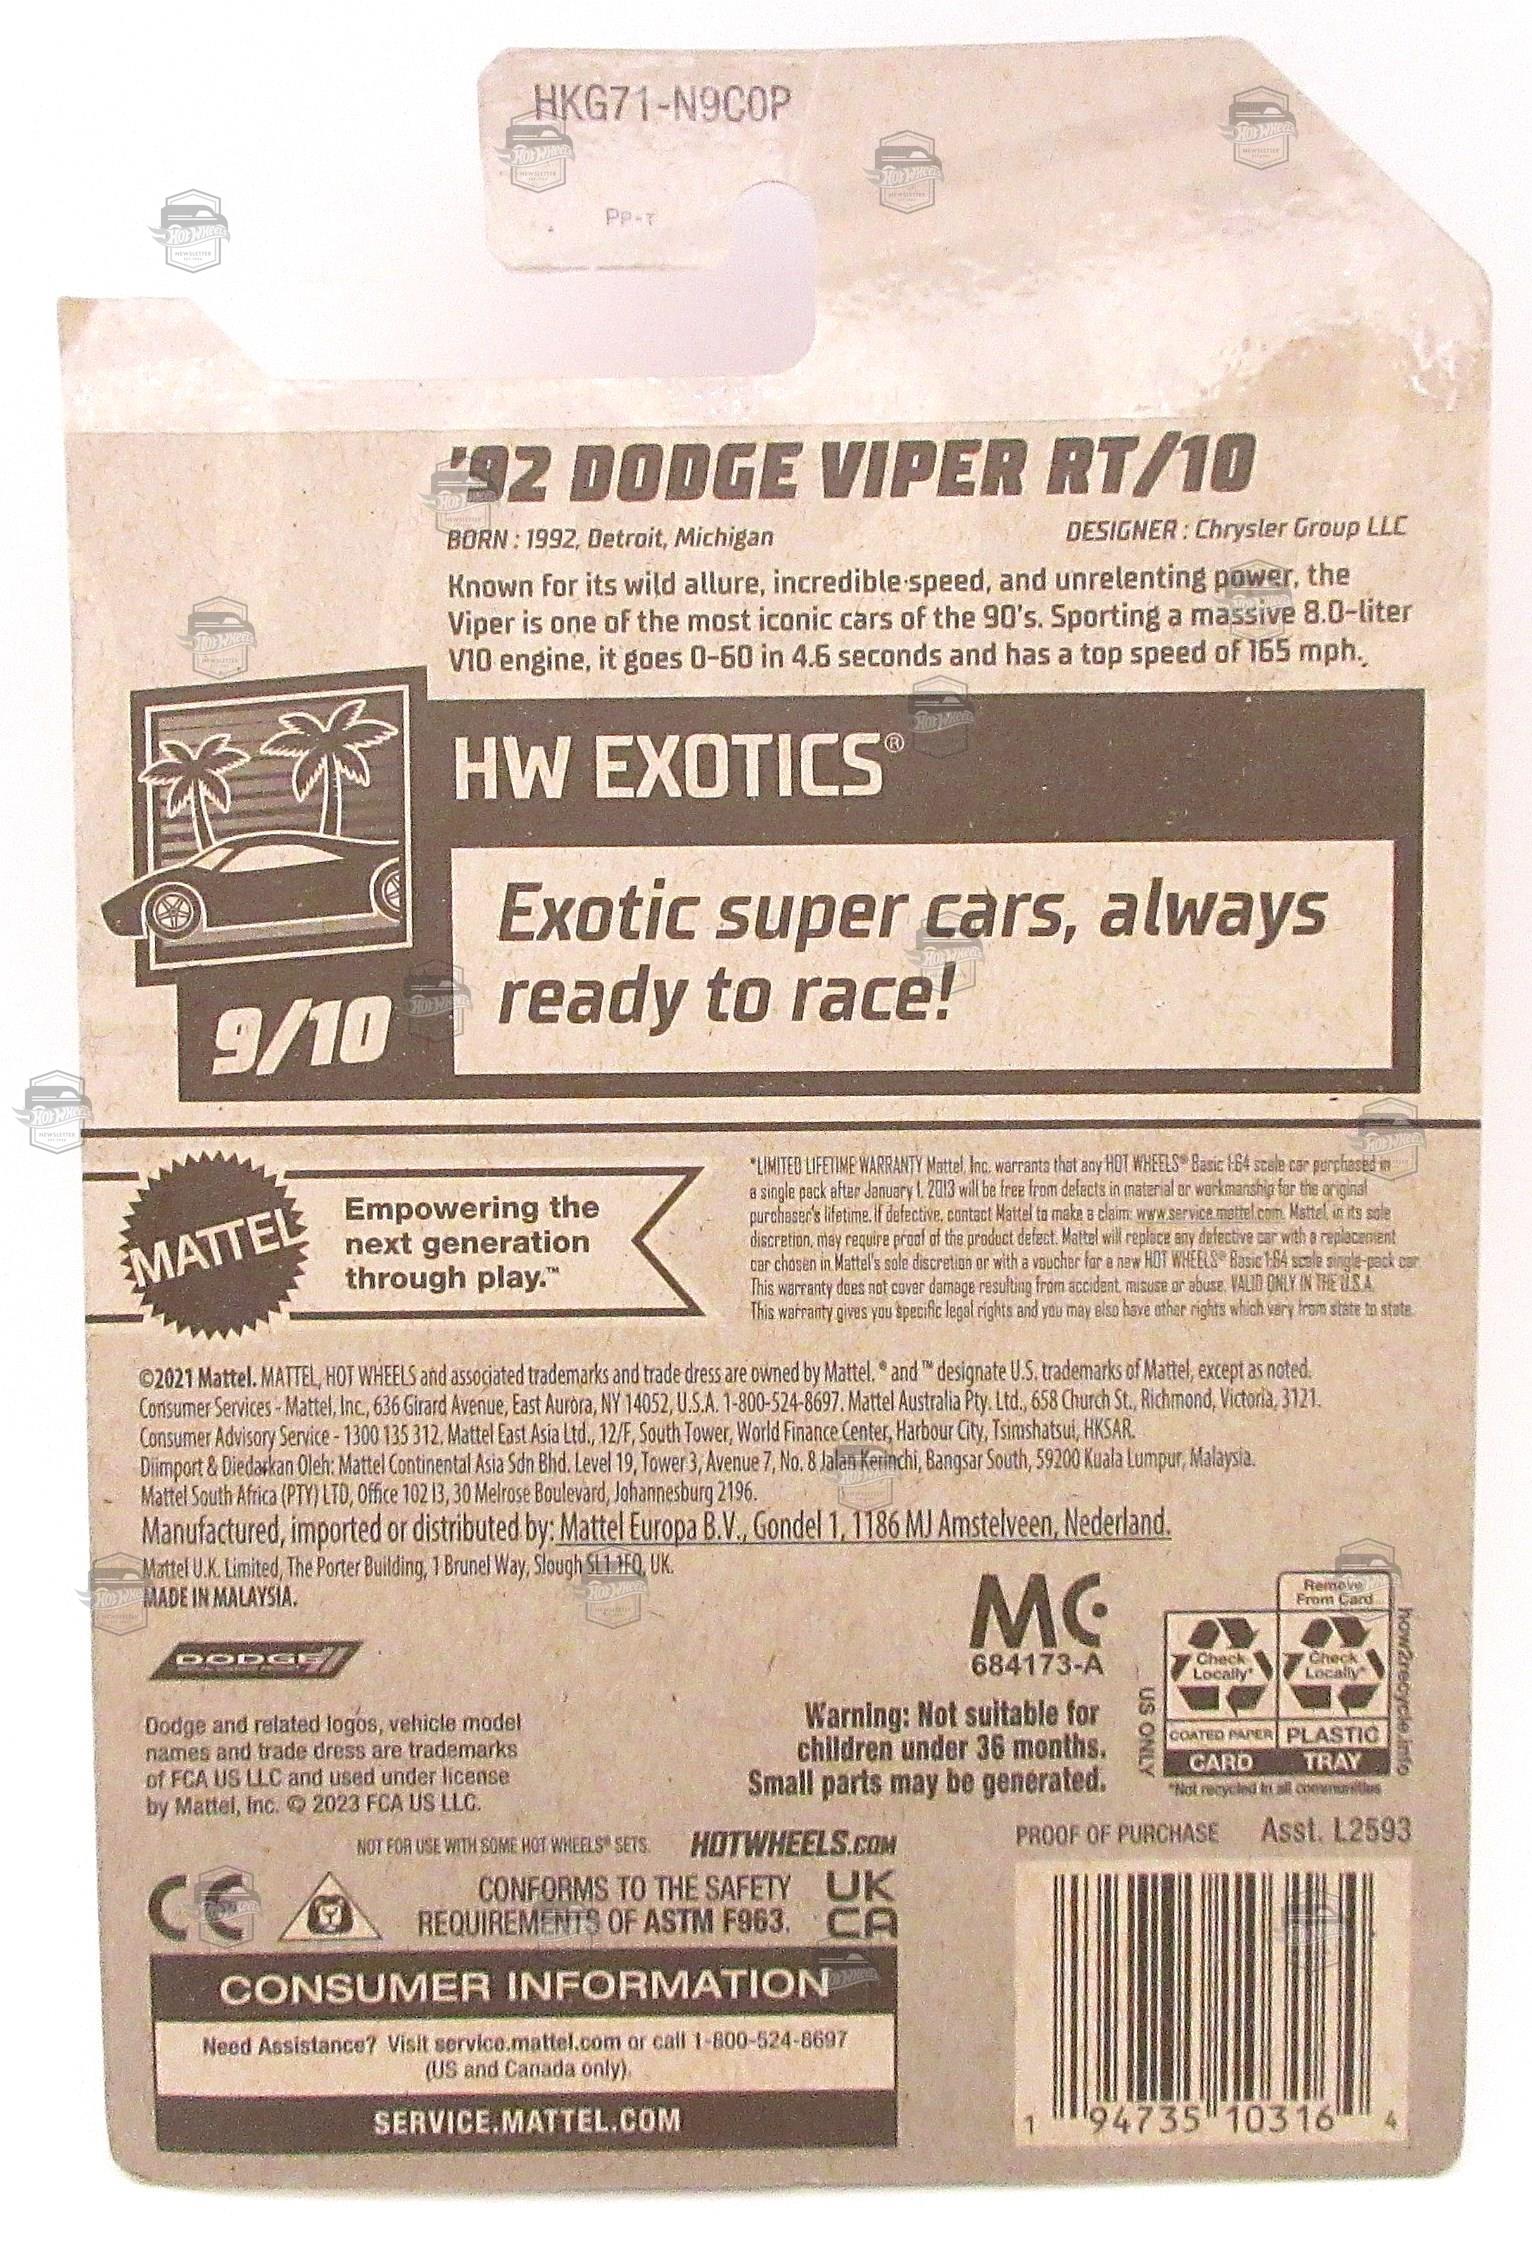 HKG71-N9C0P
PP-T
'92 DODGE VIPER RT/10
BORN : 1992, Detroit, Michigan
DESIGNER : Chrysler Group LLC
Known for its wild allure, incredible speed, and unrelenting power, the
Viper is one of the most iconic cars of the 90's. Sporting a massive 8.0-liter
V10 engine, it goes 0-60 in 4.6 seconds and has a top speed of 165 mph.
HW EXOTICS®
Exotic super cars, always
ready to race!
9/10
MATTEL
Empowering the
next generation
through play.™
*LIMITED LIFETIME WARRANTY Mattel, Inc. warrants that any HOT WHEELS® Basic 1:64 scale car purchased in
a single pack after January 1, 2013 will be free from defects in material or workmanship for the original
purchaser's lifetime. If defective, contact Mattel to make a claim: www.service.mattel.com. Mattel, in its sole
discretion, may require proof of the product defect. Mattel will replace any defective car with a replacement
car chosen in Mattel's sole discretion or with a voucher for a new HOT WHEELS® Basic 1:64 scale single-pack car.
This warranty does not cover damage resulting from accident, misuse or abuse. VALID ONLY IN THE U.S.A.
This warranty gives you specific legal rights and you may also have other rights which vary from state to state.
©2021 Mattel. MATTEL, HOT WHEELS and associated trademarks and trade dress are owned by Mattel. ® and ™ designate U.S. trademarks of Mattel, except as noted.
Consumer Services - Mattel, Inc., 636 Girard Avenue, East Aurora, NY 14052, U.S.A. 1-800-524-8697. Mattel Australia Pty. Ltd., 658 Church St., Richmond, Victoria, 3121.
Consumer Advisory Service - 1300 135 312. Mattel East Asia Ltd., 12/F, South Tower, World Finance Center, Harbour City, Tsimshatsui, HKSAR.
Diimport & Diedarkan Oleh: Mattel Continental Asia Sdn Bhd. Level 19, Tower 3, Avenue 7, No. 8 Jalan Kerinchi, Bangsar South, 59200 Kuala Lumpur, Malaysia.
Mattel South Africa (PTY) LTD, Office 102 I3, 30 Melrose Boulevard, Johannesburg 2196.
Manufactured, imported or distributed by: Mattel Europa B.V., Gondel 1, 1186 MJ Amstelveen, Nederland.
Mattel U.K. Limited, The Porter Building, 1 Brunel Way, Slough SL1 1FQ, UK.
MADE IN MALAYSIA.
DODGE
Dodge and related logos, vehicle model
names and trade dress are trademarks
of FCA US LLC and used under license
by Mattel, Inc. © 2023 FCA US LLC.
MC
684173-A
Warning: Not suitable for
children under 36 months.
Small parts may be generated.
US ONLY
Remove
From Card
Check
Locally*
Check
Locally*
COATED PAPER
PLASTIC
CARD
TRAY
how2recycle.info
*Not recycled in all communities
NOT FOR USE WITH SOME HOT WHEELS® SETS.
HOTWHEELS.COM
PROOF OF PURCHASE
Asst. L2593
CE
CONFORMS TO THE SAFETY
REQUIREMENTS OF ASTM F963.
UK
CA
CONSUMER INFORMATION
Need Assistance? Visit service.mattel.com or call 1-800-524-8697
(US and Canada only).
SERVICE.MATTEL.COM
1 94735 10316 4
HOT WHEELS
NEWSLETTER